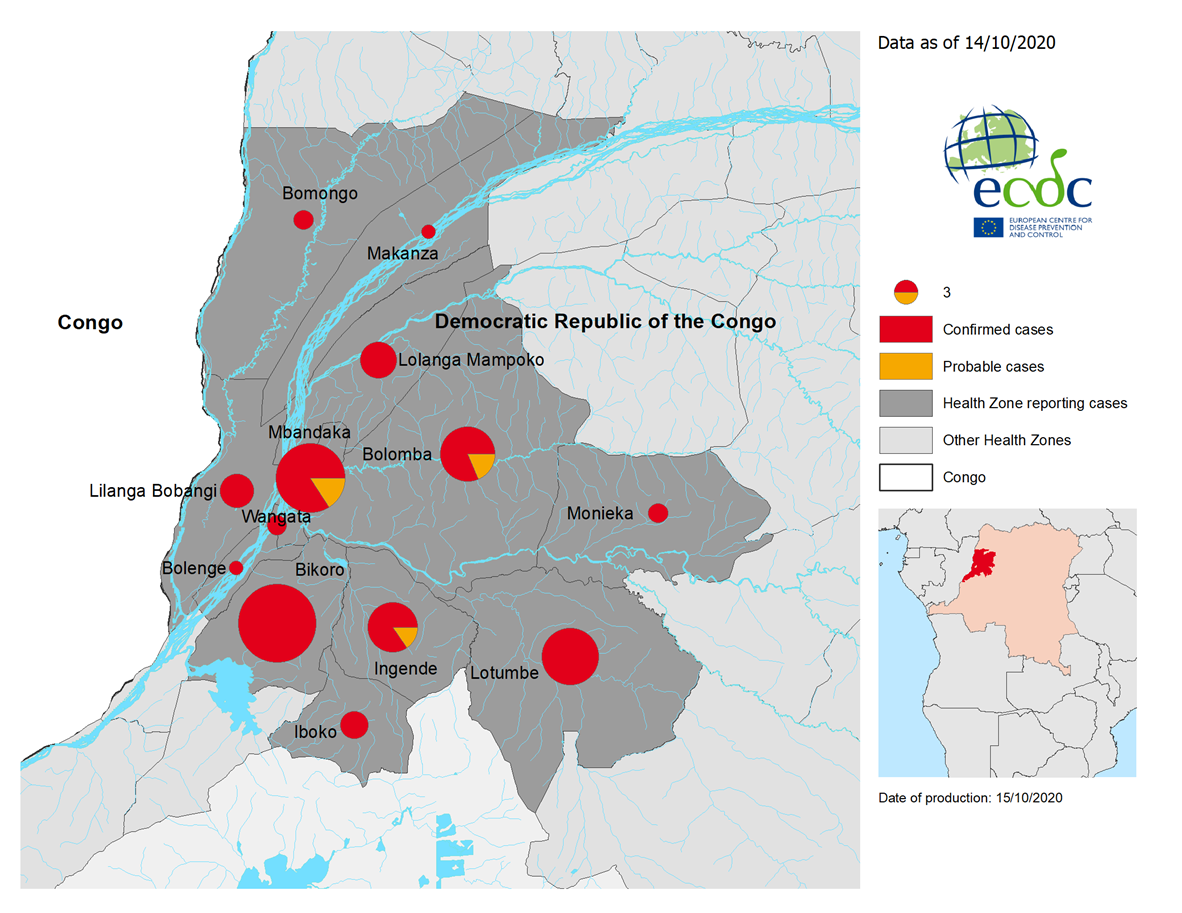 Data as of 14/10/2020
ecdc
EUROPEAN CENTRE FOR
DISEASE PREVENTION
AND CONTROL
Bomongo
Makanza
Congo
Democratic Republic of the Congo
Lolanga Mampoko
Mbandaka
Bolomba
Lilanga Bobangi
Wangata
Monieka
Bolenge
Bikoro
Ingende
Lotumbe
Iboko
3
Confirmed cases
Probable cases
Health Zone reporting cases
Other Health Zones
Congo
Date of production: 15/10/2020